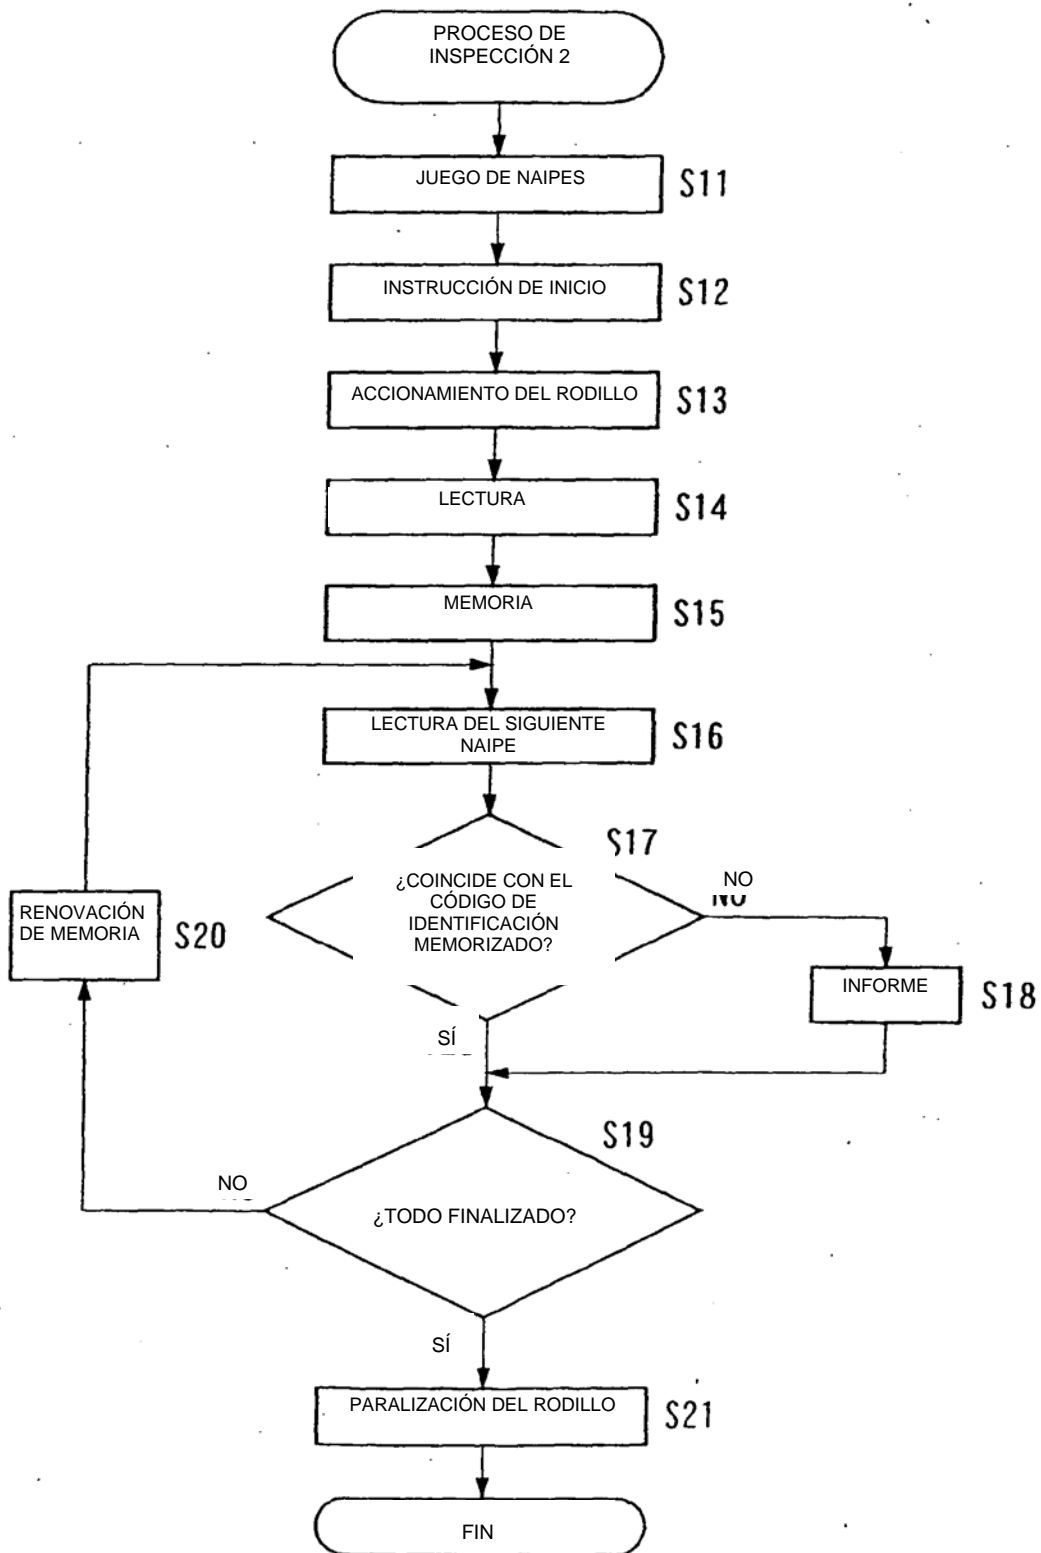 PROCESO DE
INSPECCIÓN 2
JUEGO DE NAIPES
S11
INSTRUCCIÓN DE INICIO
S12
ACCIONAMIENTO DEL RODILLO
S13
LECTURA
S14
MEMORIA
S15
LECTURA DEL SIGUIENTE
NAIPE
S16
S17
¿COINCIDE CON EL
CÓDIGO DE
IDENTIFICACIÓN
MEMORIZADO?
NO
NO
RENOVACIÓN
DE MEMORIA
S20
INFORME
S18
SÍ
S19
NO
¿TODO FINALIZADO?
SÍ
PARALIZACIÓN DEL RODILLO
S21
FIN